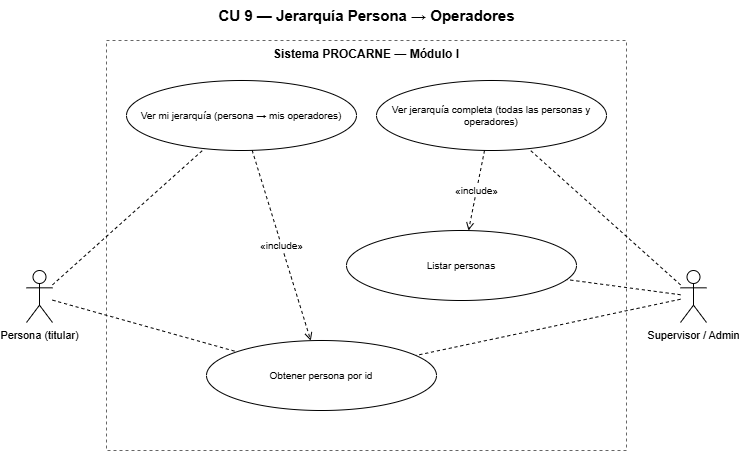 CU 9 — Jerarquía Persona → Operadores
Sistema PROCARNE — Módulo I
Ver mi jerarquía (persona → mis operadores)
Ver jerarquía completa (todas las personas y
operadores)
«include»
«include»
Listar personas
Persona (titular)
Supervisor / Admin
Obtener persona por id